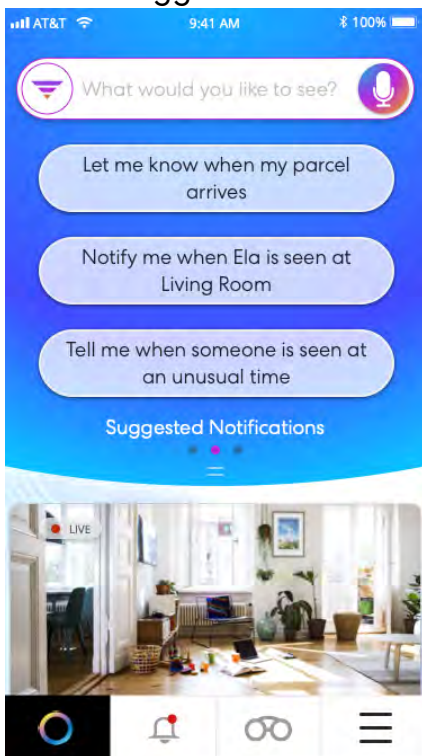 AT&T 9:41 AM 100%
What would you like to see?
Let me know when my parcel
arrives
Notify me when Ela is seen at
Living Room
Tell me when someone is seen at
an unusual time
Suggested Notifications
LIVE